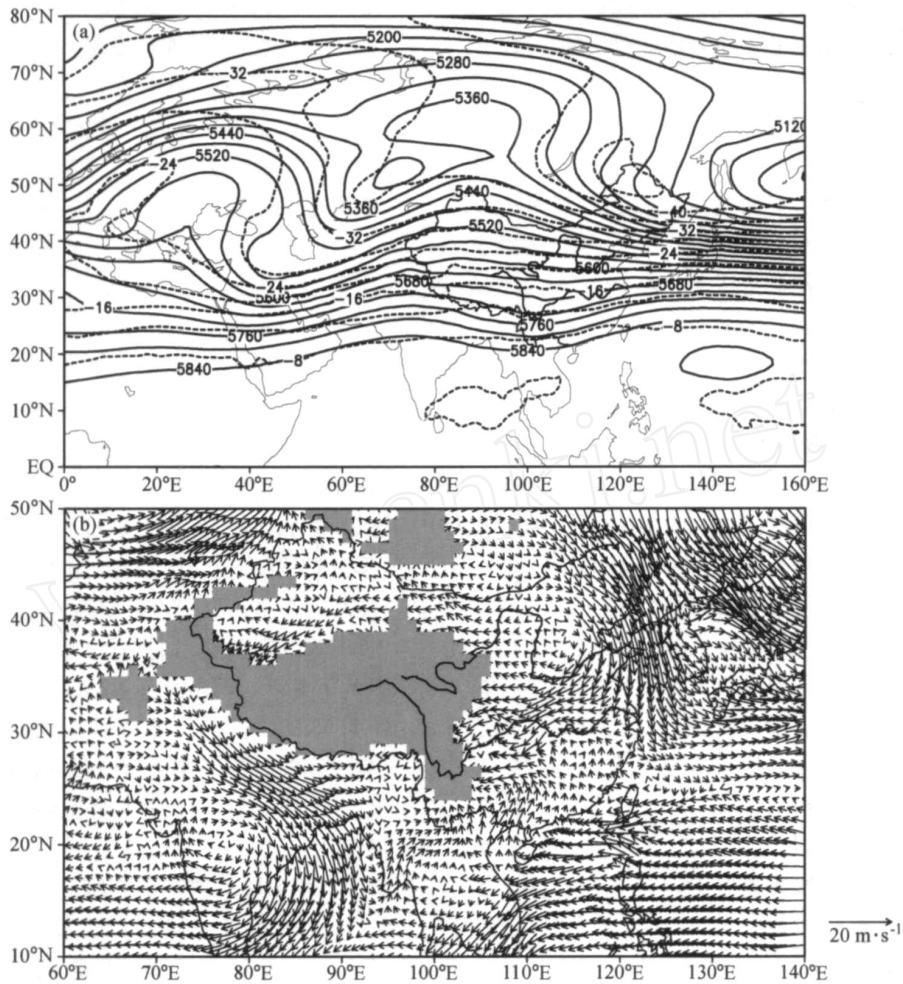 80°N
(a)
5200
70°N
32
5280
5360
60°N
5440
5120
24
5520
50°N
5440
5360
40
32
5520
32
40°N
24
24
5600
5680
5600
5680
30°N
16
16
16
5760
5760
8
20°N
5840
5840
8
10°N
EQ
0°
20°E
40°E
60°E
80°E
100°E
120°E
140°E
160°E
50°N
(b)
40°N
30°N
20°N
10°N
20 m·s⁻¹
60°E
70°E
80°E
90°E
100°E
110°E
120°E
130°E
140°E